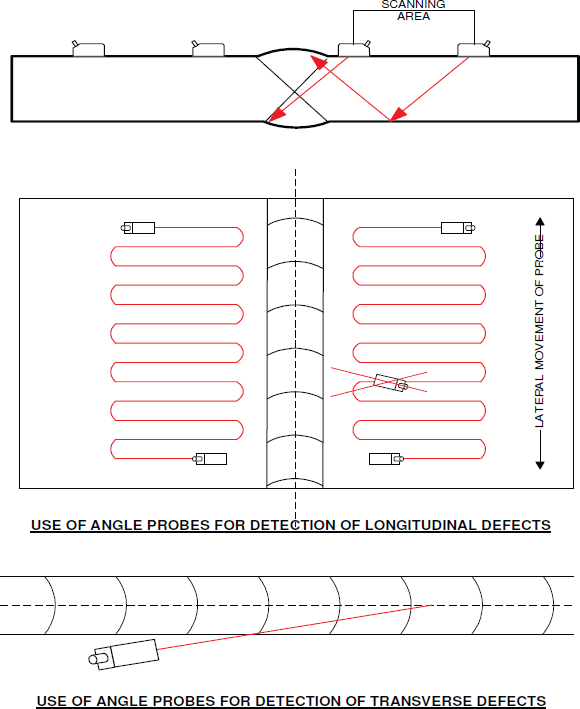 SCANNING
AREA
LATEPAL MOVEMENT OF PROBE
USE OF ANGLE PROBES FOR DETECTION OF LONGITUDINAL DEFECTS
USE OF ANGLE PROBES FOR DETECTION OF TRANSVERSE DEFECTS